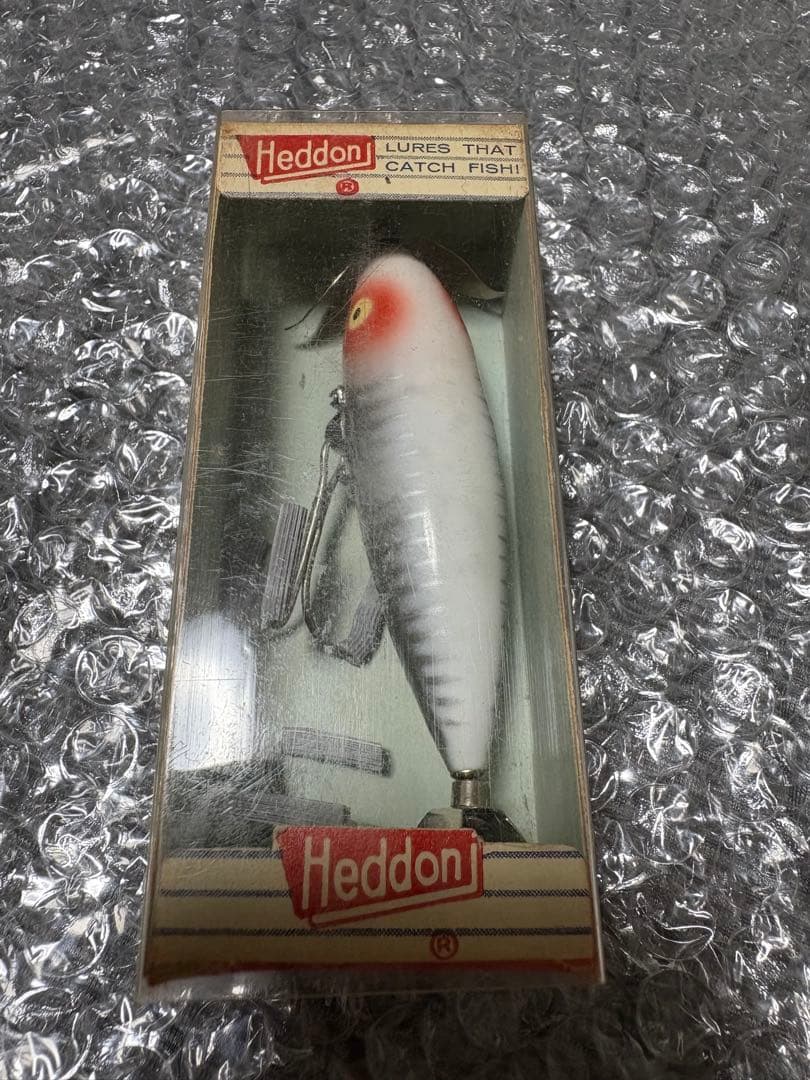 Heddon LURES THAT
CATCH FISH!
®
Heddon
®